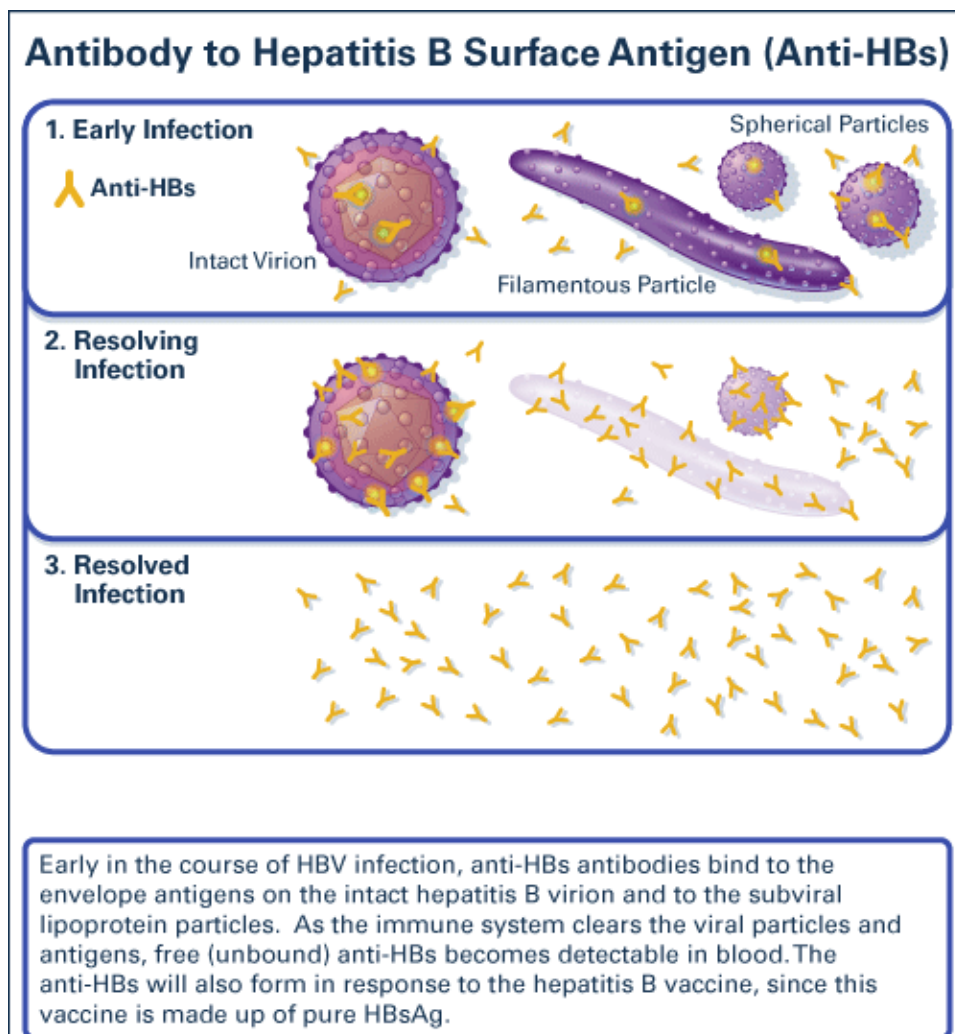 Antibody to Hepatitis B Surface Antigen (Anti-HBs)
1. Early Infection
Anti-HBs
Intact Virion
Filamentous Particle
Spherical Particles
2. Resolving
Infection
3. Resolved
Infection
Early in the course of HBV infection, anti-HBs antibodies bind to the
envelope antigens on the intact hepatitis B virion and to the subviral
lipoprotein particles. As the immune system clears the viral particles and
antigens, free (unbound) anti-HBs becomes detectable in blood. The
anti-HBs will also form in response to the hepatitis B vaccine, since this
vaccine is made up of pure HBsAg.